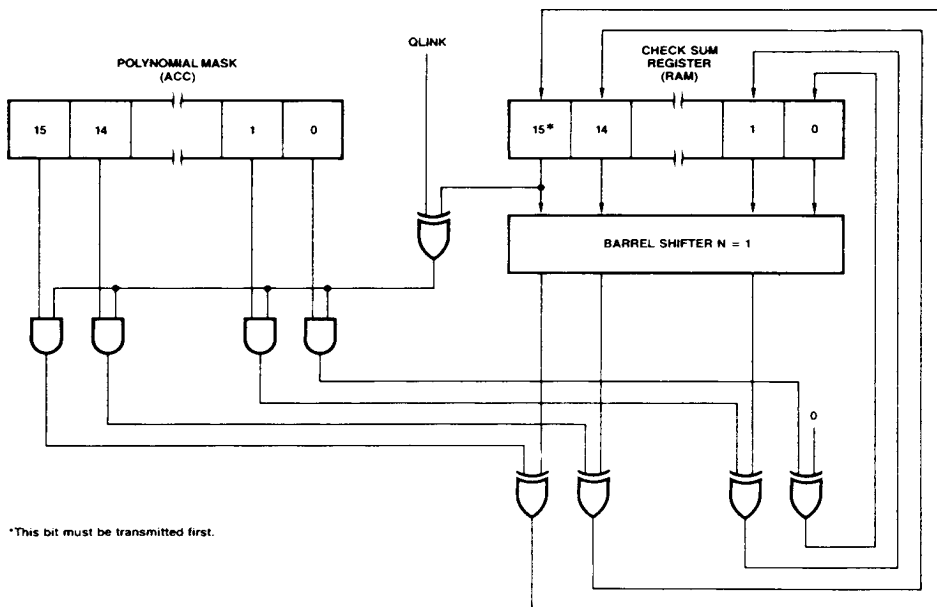 QLINK
POLYNOMIAL MASK
(ACC)
CHECK SUM
REGISTER
(RAM)
15 14 1 0
15* 14 1 0
BARREL SHIFTER N = 1
0
*This bit must be transmitted first.